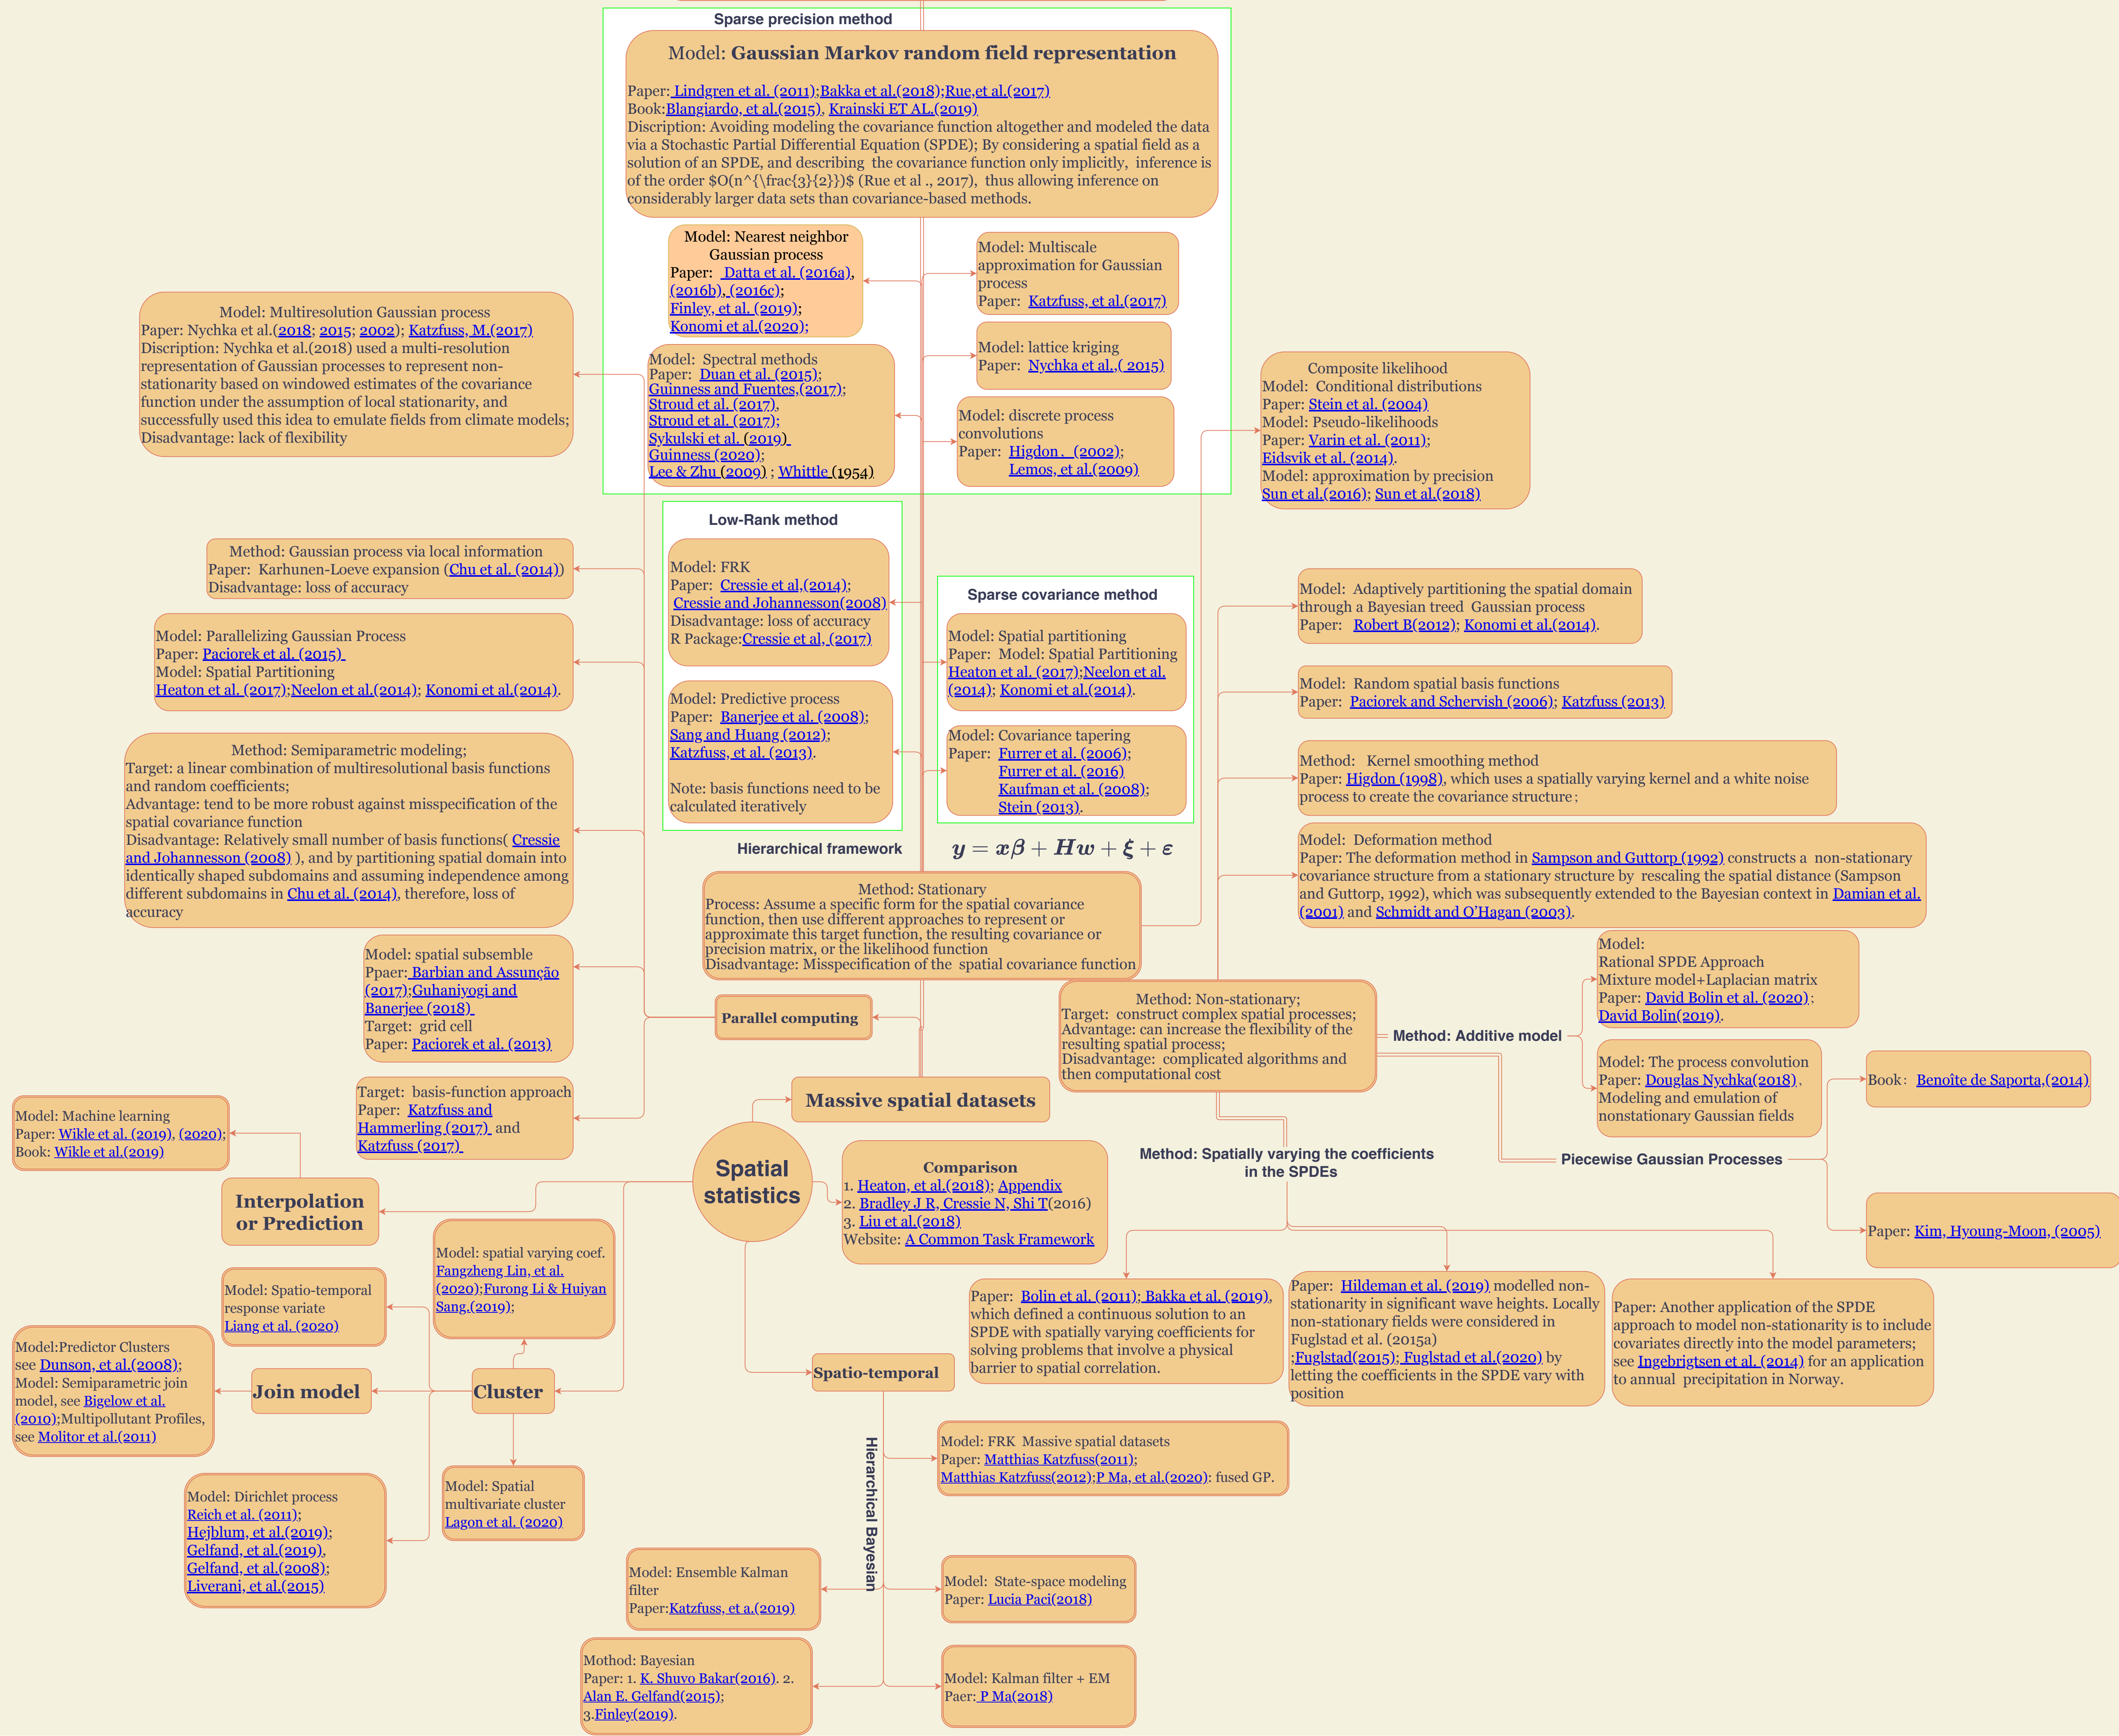 Sparse precision method
Model: Gaussian Markov random field representation
Paper: Lindgren et al. (2011);Bakka et al.(2018);Rue,et al.(2017)
Book:Blangiardo, et al.(2015), Krainski ET AL.(2019)
Discription: Avoiding modeling the covariance function altogether and modeled the data
via a Stochastic Partial Differential Equation (SPDE); By considering a spatial field as a
solution of an SPDE, and describing the covariance function only implicitly, inference is
of the order $O(n^{\frac{3}{2}})$ (Rue et al ., 2017), thus allowing inference on
considerably larger data sets than covariance-based methods.
Model: Nearest neighbor
Gaussian process
Paper: Datta et al. (2016a),
(2016b), (2016c);
Finley, et al. (2019);
Konomi et al.(2020);
Model: Multiscale
approximation for Gaussian
process
Paper: Katzfuss, et al.(2017)
Model: Multiresolution Gaussian process
Paper: Nychka et al.(2018; 2015; 2002); Katzfuss, M.(2017)
Discription: Nychka et al.(2018) used a multi-resolution
representation of Gaussian processes to represent non-
stationarity based on windowed estimates of the covariance
function under the assumption of local stationarity, and
successfully used this idea to emulate fields from climate models;
Disadvantage: lack of flexibility
Model: lattice kriging
Paper: Nychka et al.,( 2015)
Model: Spectral methods
Paper: Duan et al. (2015);
Guinness and Fuentes,(2017);
Stroud et al. (2017),
Stroud et al. (2017);
Sykulski et al. (2019)
Guinness (2020);
Lee & Zhu (2009) ; Whittle (1954)
Model: discrete process
convolutions
Paper: Higdon . (2002);
Lemos, et al.(2009)
Composite likelihood
Model: Conditional distributions
Paper: Stein et al. (2004)
Model: Pseudo-likelihoods
Paper: Varin et al. (2011);
Eidsvik et al. (2014).
Model: approximation by precision
Sun et al.(2016); Sun et al.(2018)
Low-Rank method
Model: FRK
Paper: Cressie et al,(2014);
Cressie and Johannesson(2008)
Disadvantage: loss of accuracy
R Package:Cressie et al, (2017)
Model: Predictive process
Paper: Banerjee et al. (2008);
Sang and Huang (2012);
Katzfuss, et al. (2013).
Note: basis functions need to be
calculated iteratively
Sparse covariance method
Model: Spatial partitioning
Paper: Model: Spatial Partitioning
Heaton et al. (2017);Neelon et al.
(2014); Konomi et al.(2014).
Model: Covariance tapering
Paper: Furrer et al. (2006);
Furrer et al. (2016)
Kaufman et al. (2008);
Stein (2013).
Method: Gaussian process via local information
Paper: Karhunen-Loeve expansion (Chu et al. (2014))
Disadvantage: loss of accuracy
Model: Parallelizing Gaussian Process
Paper: Paciorek et al. (2015)
Model: Spatial Partitioning
Heaton et al. (2017);Neelon et al.(2014); Konomi et al.(2014).
Method: Semiparametric modeling;
Target: a linear combination of multiresolutional basis functions
and random coefficients;
Advantage: tend to be more robust against misspecification of the
spatial covariance function
Disadvantage: Relatively small number of basis functions( Cressie
and Johannesson (2008) ), and by partitioning spatial domain into
identically shaped subdomains and assuming independence among
different subdomains in Chu et al. (2014), therefore, loss of
accuracy
Model: Adaptively partitioning the spatial domain
through a Bayesian treed Gaussian process
Paper: Robert B(2012); Konomi et al.(2014).
Model: Random spatial basis functions
Paper: Paciorek and Schervish (2006); Katzfuss (2013)
Method: Kernel smoothing method
Paper: Higdon (1998), which uses a spatially varying kernel and a white noise
process to create the covariance structure ;
Model: Deformation method
Paper: The deformation method in Sampson and Guttorp (1992) constructs a non-stationary
covariance structure from a stationary structure by rescaling the spatial distance (Sampson
and Guttorp, 1992), which was subsequently extended to the Bayesian context in Damian et al.
(2001) and Schmidt and O'Hagan (2003).
Hierarchical framework
y = xβ + Hw + ξ + ε
Method: Stationary
Process: Assume a specific form for the spatial covariance
function, then use different approaches to represent or
approximate this target function, the resulting covariance or
precision matrix, or the likelihood function
Disadvantage: Misspecification of the spatial covariance function
Model: spatial subsemble
Ppaer: Barbian and Assunção
(2017);Guhaniyogi and
Banerjee (2018)
Target: grid cell
Paper: Paciorek et al. (2013)
Parallel computing
Method: Non-stationary;
Target: construct complex spatial processes;
Advantage: can increase the flexibility of the
resulting spatial process;
Disadvantage: complicated algorithms and
then computational cost
Method: Additive model
Model:
Rational SPDE Approach
Mixture model+Laplacian matrix
Paper: David Bolin et al. (2020) ;
David Bolin(2019).
Model: The process convolution
Paper: Douglas Nychka(2018) ,
Modeling and emulation of
nonstationary Gaussian fields
Book : Benoîte de Saporta,(2014)
Target: basis-function approach
Paper: Katzfuss and
Hammerling (2017) and
Katzfuss (2017)
Massive spatial datasets
Model: Machine learning
Paper: Wikle et al. (2019), (2020);
Book: Wikle et al.(2019)
Spatial
statistics
Comparison
1. Heaton, et al.(2018); Appendix
2. Bradley J R, Cressie N, Shi T(2016)
3. Liu et al.(2018)
Website: A Common Task Framework
Method: Spatially varying the coefficients
in the SPDEs
Piecewise Gaussian Processes
Interpolation
or Prediction
Paper: Kim, Hyoung-Moon, (2005)
Model: spatial varying coef.
Fangzheng Lin, et al.
(2020);Furong Li & Huiyan
Sang.(2019);
Model: Spatio-temporal
response variate
Liang et al. (2020)
Paper: Bolin et al. (2011); Bakka et al. (2019),
which defined a continuous solution to an
SPDE with spatially varying coefficients for
solving problems that involve a physical
barrier to spatial correlation.
Paper: Hildeman et al. (2019) modelled non-
stationarity in significant wave heights. Locally
non-stationary fields were considered in
Fuglstad et al. (2015a)
;Fuglstad(2015); Fuglstad et al.(2020) by
letting the coefficients in the SPDE vary with
position
Paper: Another application of the SPDE
approach to model non-stationarity is to include
covariates directly into the model parameters;
see Ingebrigtsen et al. (2014) for an application
to annual precipitation in Norway.
Model:Predictor Clusters
see Dunson, et al.(2008);
Model: Semiparametric join
model, see Bigelow et al.
(2010);Multipollutant Profiles,
see Molitor et al.(2011)
Join model
Cluster
Spatio-temporal
Hierarchical Bayesian
Model: FRK Massive spatial datasets
Paper: Matthias Katzfuss(2011);
Matthias Katzfuss(2012);P Ma, et al.(2020): fused GP.
Model: Dirichlet process
Reich et al. (2011);
Hejblum, et al.(2019);
Gelfand, et al.(2019),
Gelfand, et al.(2008);
Liverani, et al.(2015)
Model: Spatial
multivariate cluster
Lagon et al. (2020)
Model: Ensemble Kalman
filter
Paper:Katzfuss, et a.(2019)
Model: State-space modeling
Paper: Lucia Paci(2018)
Mothod: Bayesian
Paper: 1. K. Shuvo Bakar(2016). 2.
Alan E. Gelfand(2015);
3.Finley(2019).
Model: Kalman filter + EM
Paer: P Ma(2018)